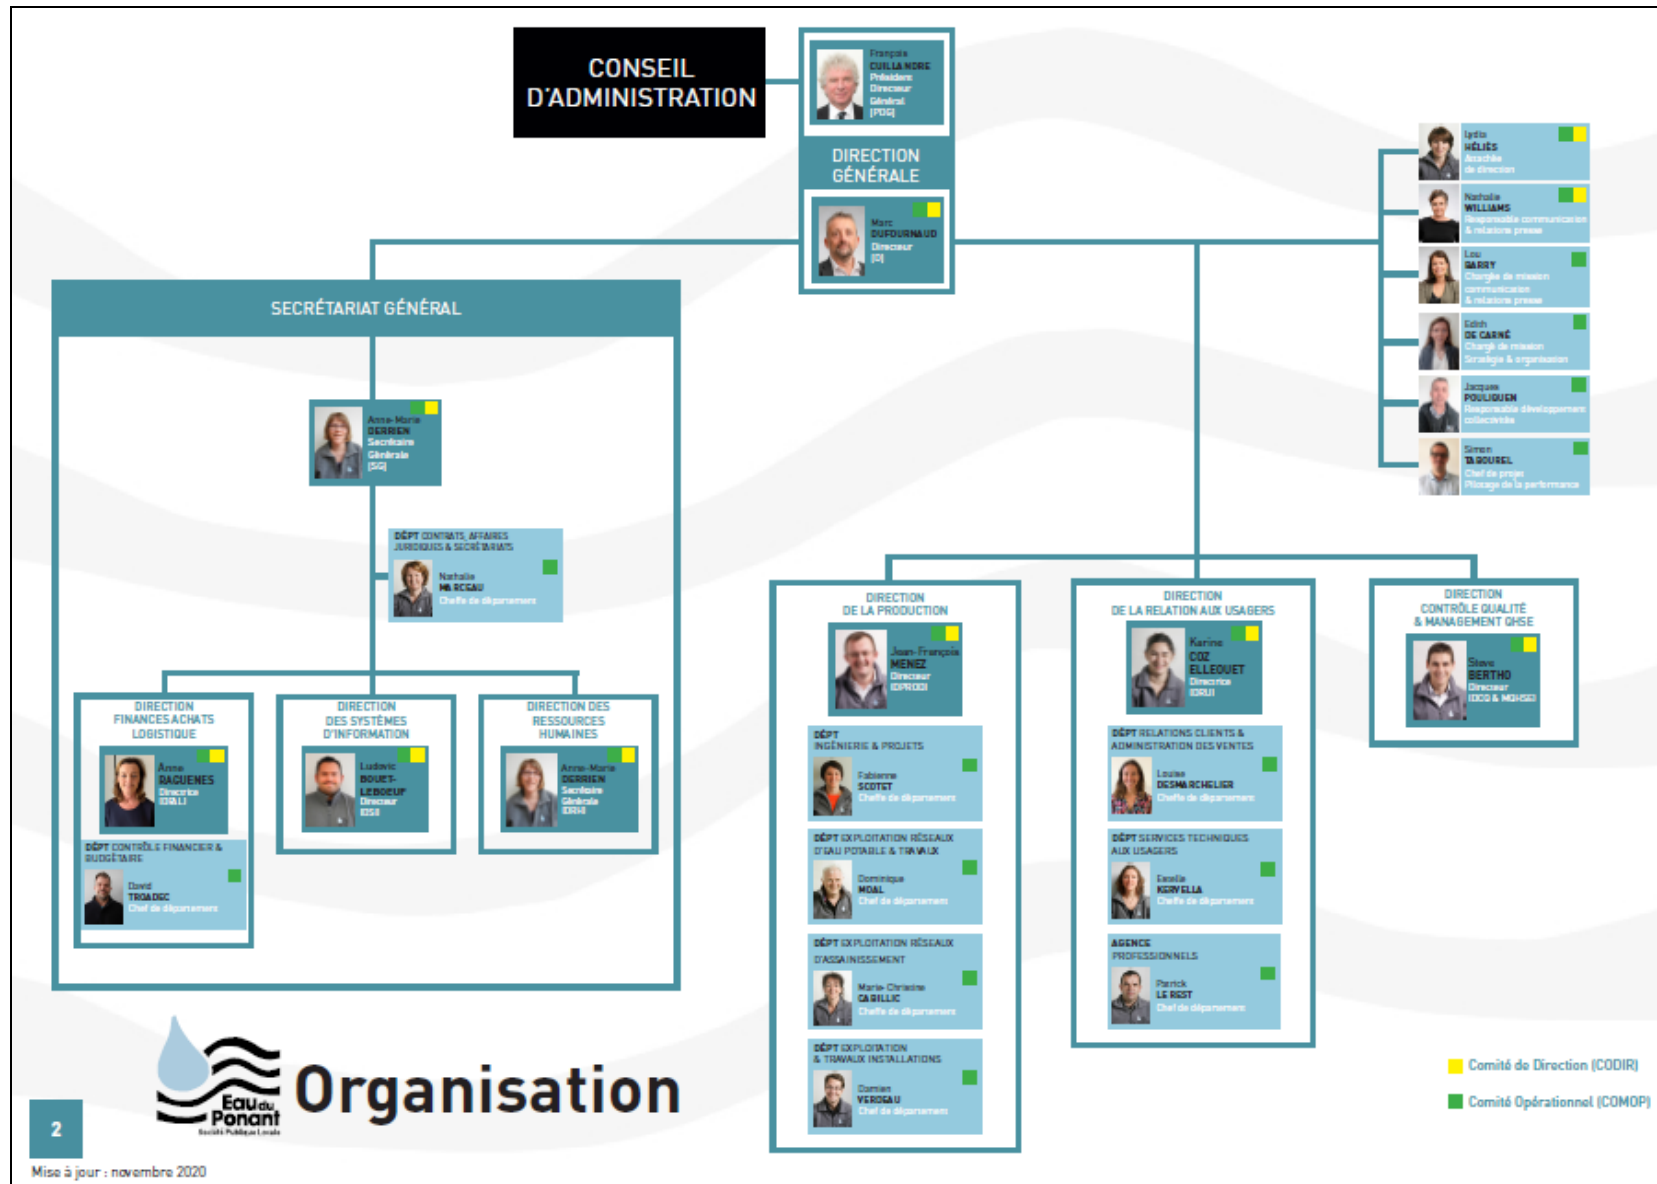 CONSEIL
D'ADMINISTRATION
François
CUILLANDRE
Président
Directeur
Général
(PDG)
DIRECTION
GÉNÉRALE
Marc
DUFOURNAUD
Directeur
(D)
Lydia
HÉLIÈS
Attachée
de direction
Nathalie
WILLIAMS
Responsable communication
& relations presse
Lou
BARRY
Chargée de mission
communication
& relations presse
Edith
DE CARNÉ
Chargé de mission
Stratégie & organisation
Jacques
POULIQUEN
Responsable développement
collectivités
Simon
TABOUREL
Chef de projet
Pilotage de la performance
SECRÉTARIAT GÉNÉRAL
Anne-Marie
DERRIEN
Secrétaire
Générale
(SG)
DÉPT CONTRATS, AFFAIRES
JURIDIQUES & SECRÉTARIATS
Nathalie
MARCEAU
Cheffe de département
DIRECTION
FINANCES ACHATS
LOGISTIQUE
Anne
RAGUENES
Directrice
(DFAL)
DÉPT CONTRÔLE FINANCIER &
BUDGÉTAIRE
David
TROADEC
Chef de département
DIRECTION
DES SYSTÈMES
D'INFORMATION
Ludovic
BOUET-
LEBOEUF
Directeur
(DSI)
DIRECTION DES
RESSOURCES
HUMAINES
Anne-Marie
DERRIEN
Secrétaire
Générale
(DRH)
DIRECTION
DE LA PRODUCTION
Jean-François
MENEZ
Directeur
(DPROD)
DÉPT
INGÉNIERIE & PROJETS
Fabienne
SCOTET
Cheffe de département
DÉPT EXPLOITATION RÉSEAUX
D'EAU POTABLE & TRAVAUX
Dominique
MOAL
Chef de département
DÉPT EXPLOITATION RÉSEAUX
D'ASSAINISSEMENT
Marie-Christine
CABILLIC
Cheffe de département
DÉPT EXPLOITATION
& TRAVAUX INSTALLATIONS
Damien
VERDEAU
Chef de département
DIRECTION
DE LA RELATION AUX USAGERS
Karine
COZ
ELLEOUET
Directrice
(DRU)
DÉPT RELATIONS CLIENTS &
ADMINISTRATION DES VENTES
Louise
DESMARCHELIER
Cheffe de département
DÉPT SERVICES TECHNIQUES
AUX USAGERS
Estelle
KERVELLA
Cheffe de département
AGENCE
PROFESSIONNELS
Patrick
LE REST
Chef de département
DIRECTION
CONTRÔLE QUALITÉ
& MANAGEMENT QHSE
Steve
BERTHO
Directeur
(DCQ & MQHSE)
Eau du
Ponant
Société Publique Locale
Organisation
Comité de Direction (CODIR)
Comité Opérationnel (COMOP)
2
Mise à jour : novembre 2020